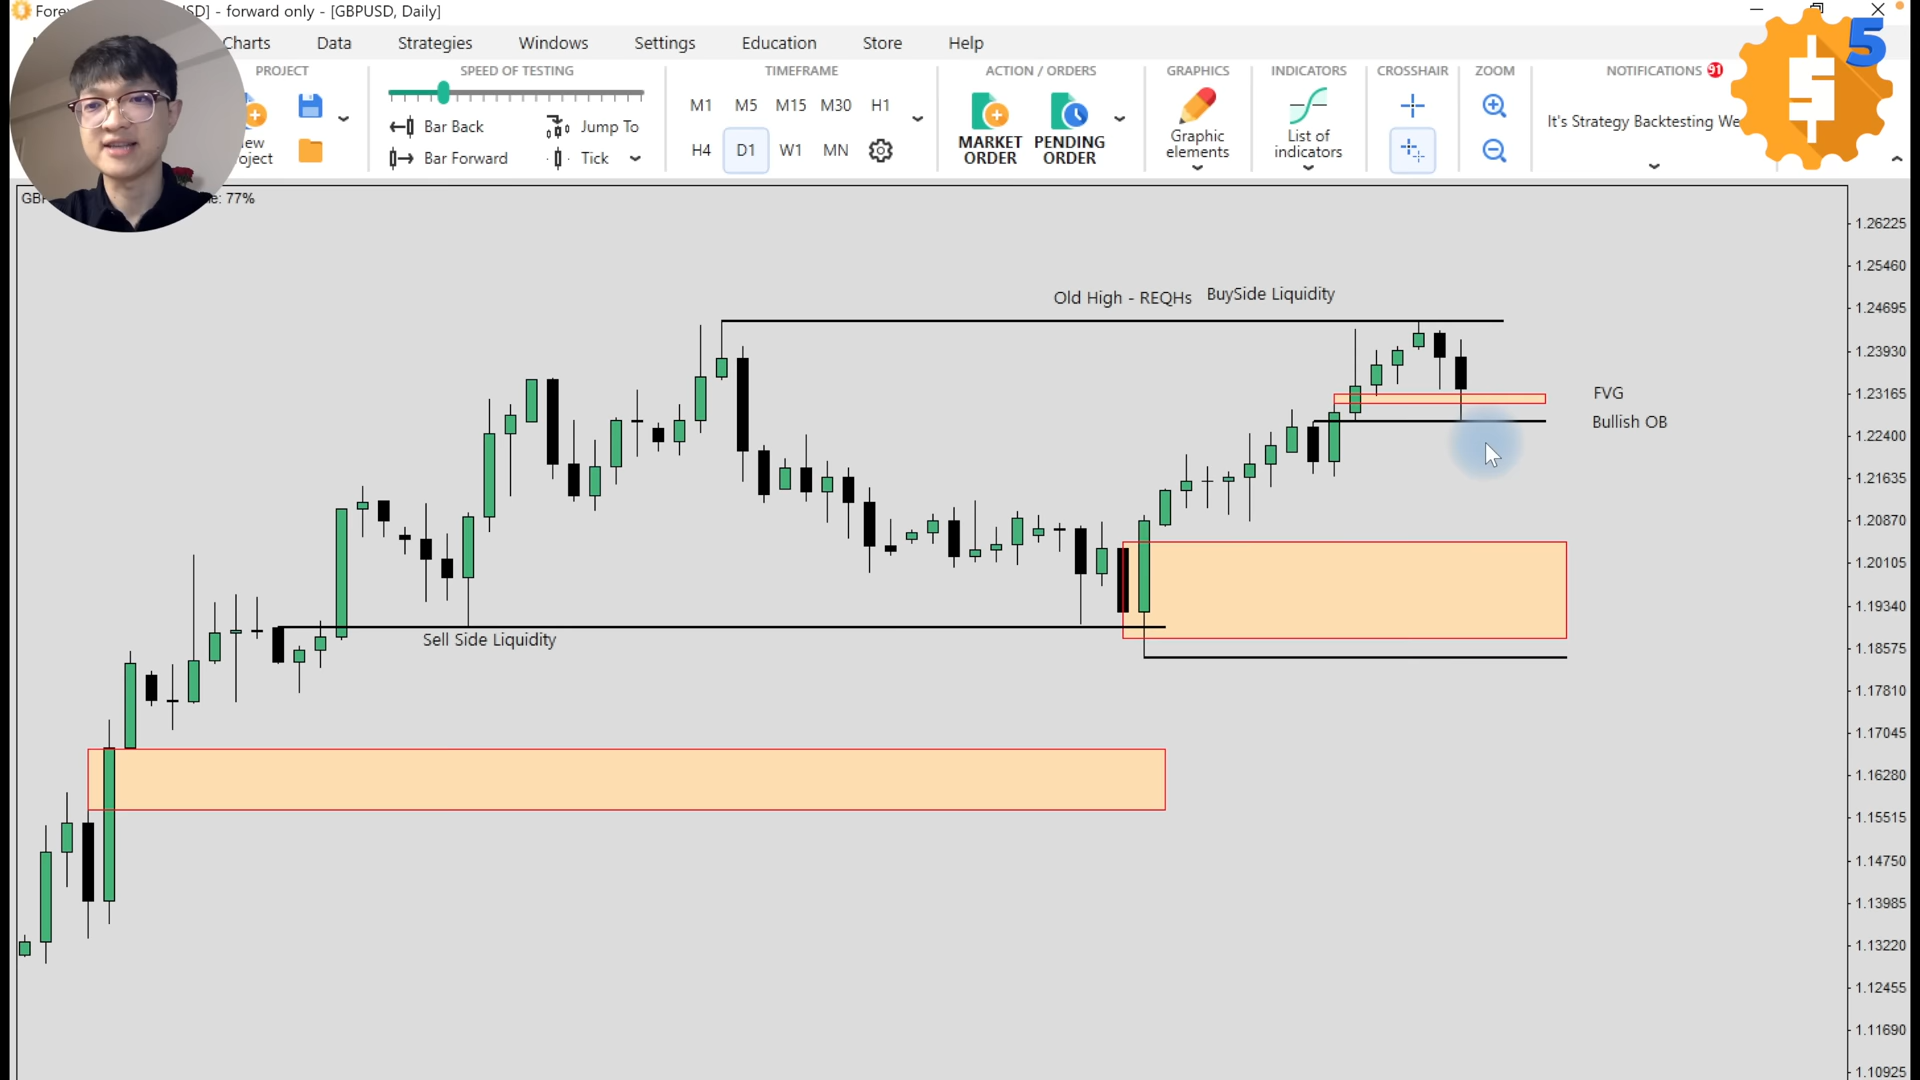 Fore SD] - forward only - [GBPUSD, Daily]
Charts Data Strategies Windows Settings Education Store Help
PROJECT
SPEED OF TESTING
TIMEFRAME
ACTION / ORDERS
GRAPHICS
INDICATORS
CROSSHAIR
ZOOM
NOTIFICATIONS 91
Bar Back
Jump To
Bar Forward
Tick
M1 M5 M15 M30 H1
H4 D1 W1 MN
MARKET ORDER
PENDING ORDER
Graphic elements
List of indicators
It's Strategy Backtesting We
$ 5
77%
Old High - REQHs
BuySide Liquidity
FVG
Bullish OB
Sell Side Liquidity
1.26225
1.25460
1.24695
1.23930
1.23165
1.22400
1.21635
1.20870
1.20105
1.19340
1.18575
1.17810
1.17045
1.16280
1.15515
1.14750
1.13985
1.13220
1.12455
1.11690
1.10925